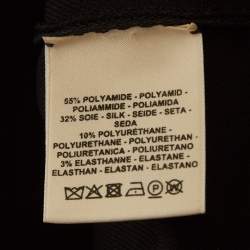 55% POLYAMIDE - POLYAMID -
POLIAMMIDE - POLIAMIDA
32% SOIE - SILK - SEIDE - SETA
SEDA
10% POLYURÉTHANE -
POLYURETHAN - POLYURETHANE
POLIURETANICA - POLIURETANO
3% ELASTHANNE - ELASTANE -
ELASTHAN - ELASTAN - ELASTANO